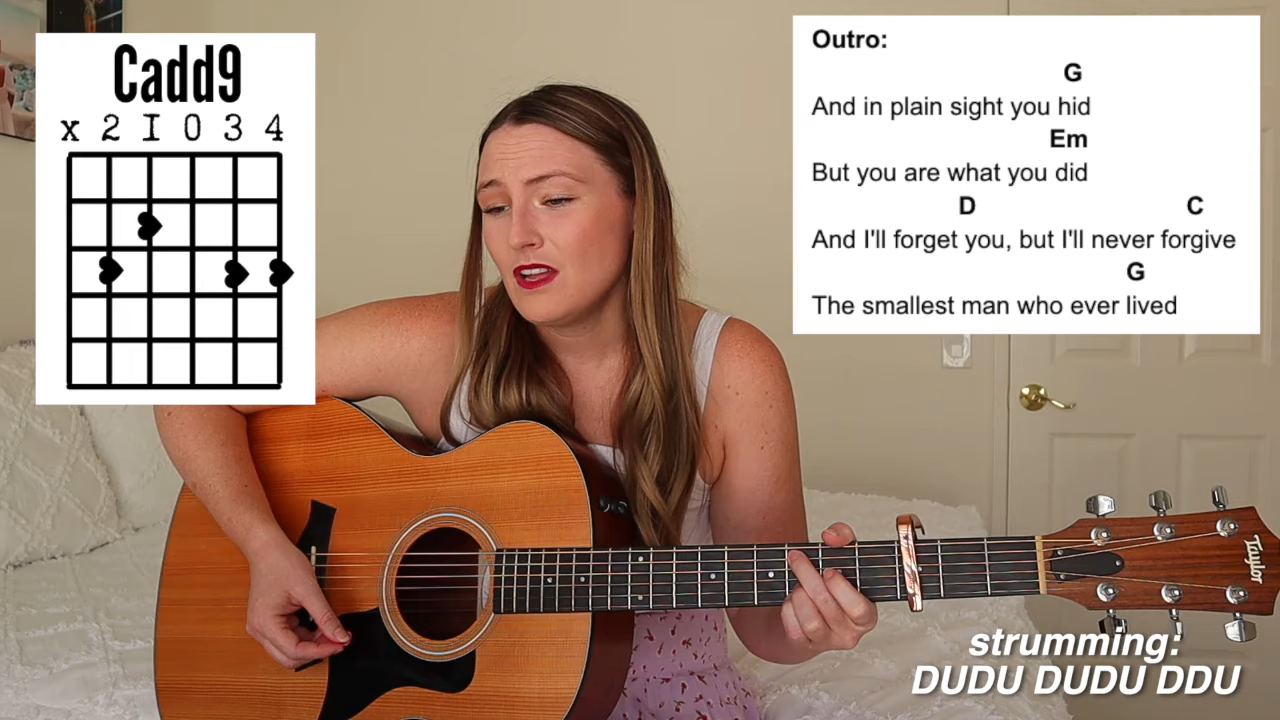 Cadd9
x 2 1 0 3 4
Outro:
G
And in plain sight you hid
Em
But you are what you did
D C
And I'll forget you, but I'll never forgive
G
The smallest man who ever lived
Taylor
strumming:
DUDU DUDU DDU